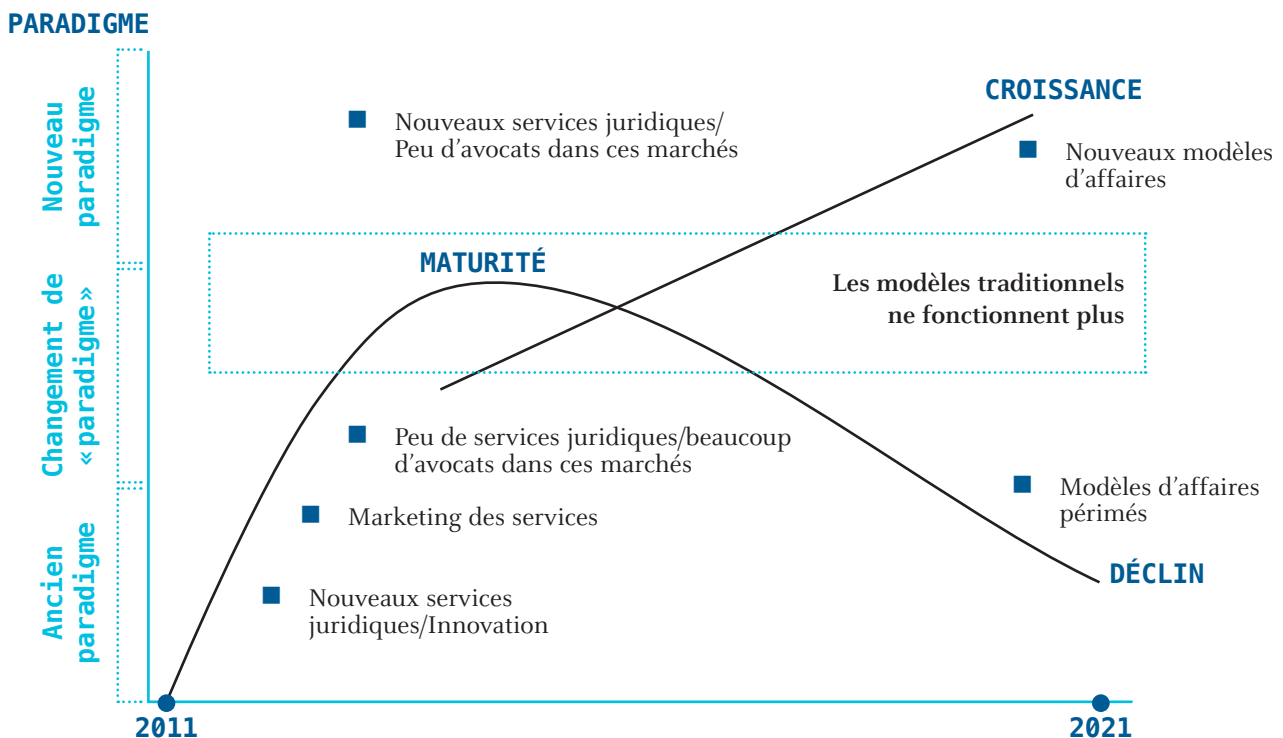 PARADIGME
Nouveau
paradigme
Changement de
«paradigme»
Ancien
paradigme
CROISSANCE
Nouveaux services juridiques/
Peu d'avocats dans ces marchés
Nouveaux modèles
d'affaires
MATURITÉ
Les modèles traditionnels
ne fonctionnent plus
Peu de services juridiques/beaucoup
d'avocats dans ces marchés
Marketing des services
Modèles d'affaires
périmés
DÉCLIN
Nouveaux services
juridiques/Innovation
2011
2021